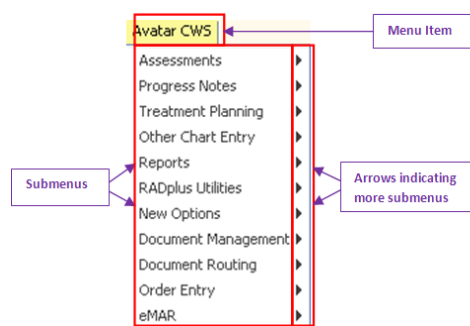 Avatar CWS
Menu Item
Assessments
Progress Notes
Treatment Planning
Other Chart Entry
Reports
RADplus Utilities
New Options
Document Management
Document Routing
Order Entry
eMAR
Submenus
Arrows indicating
more submenus